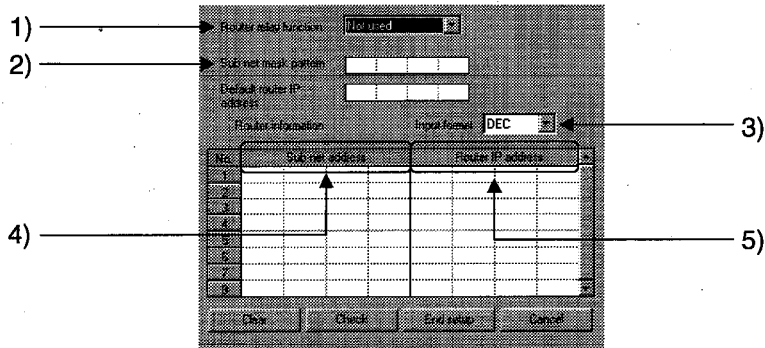 1)
Router relay function
Not used
2)
Sub net mask pattern
Default router IP
address
Router information
Input format
DEC
3)
No.
Sub net address
Router IP address
1
2
3
4
4)
5
5)
6
7
8
Clear
Check
End setup
Cancel